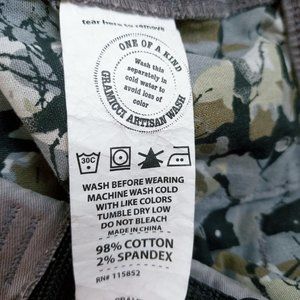 tear here to remove
ONE OF A KIND
Wash this
separately in
cold water to
avoid loss of
color
GRAMICCI ARTISAN WASH
30C
WASH BEFORE WEARING
MACHINE WASH COLD
WITH LIKE COLORS
TUMBLE DRY LOW
DO NOT BLEACH
MADE IN CHINA
98% COTTON
2% SPANDEX
RN# 115852